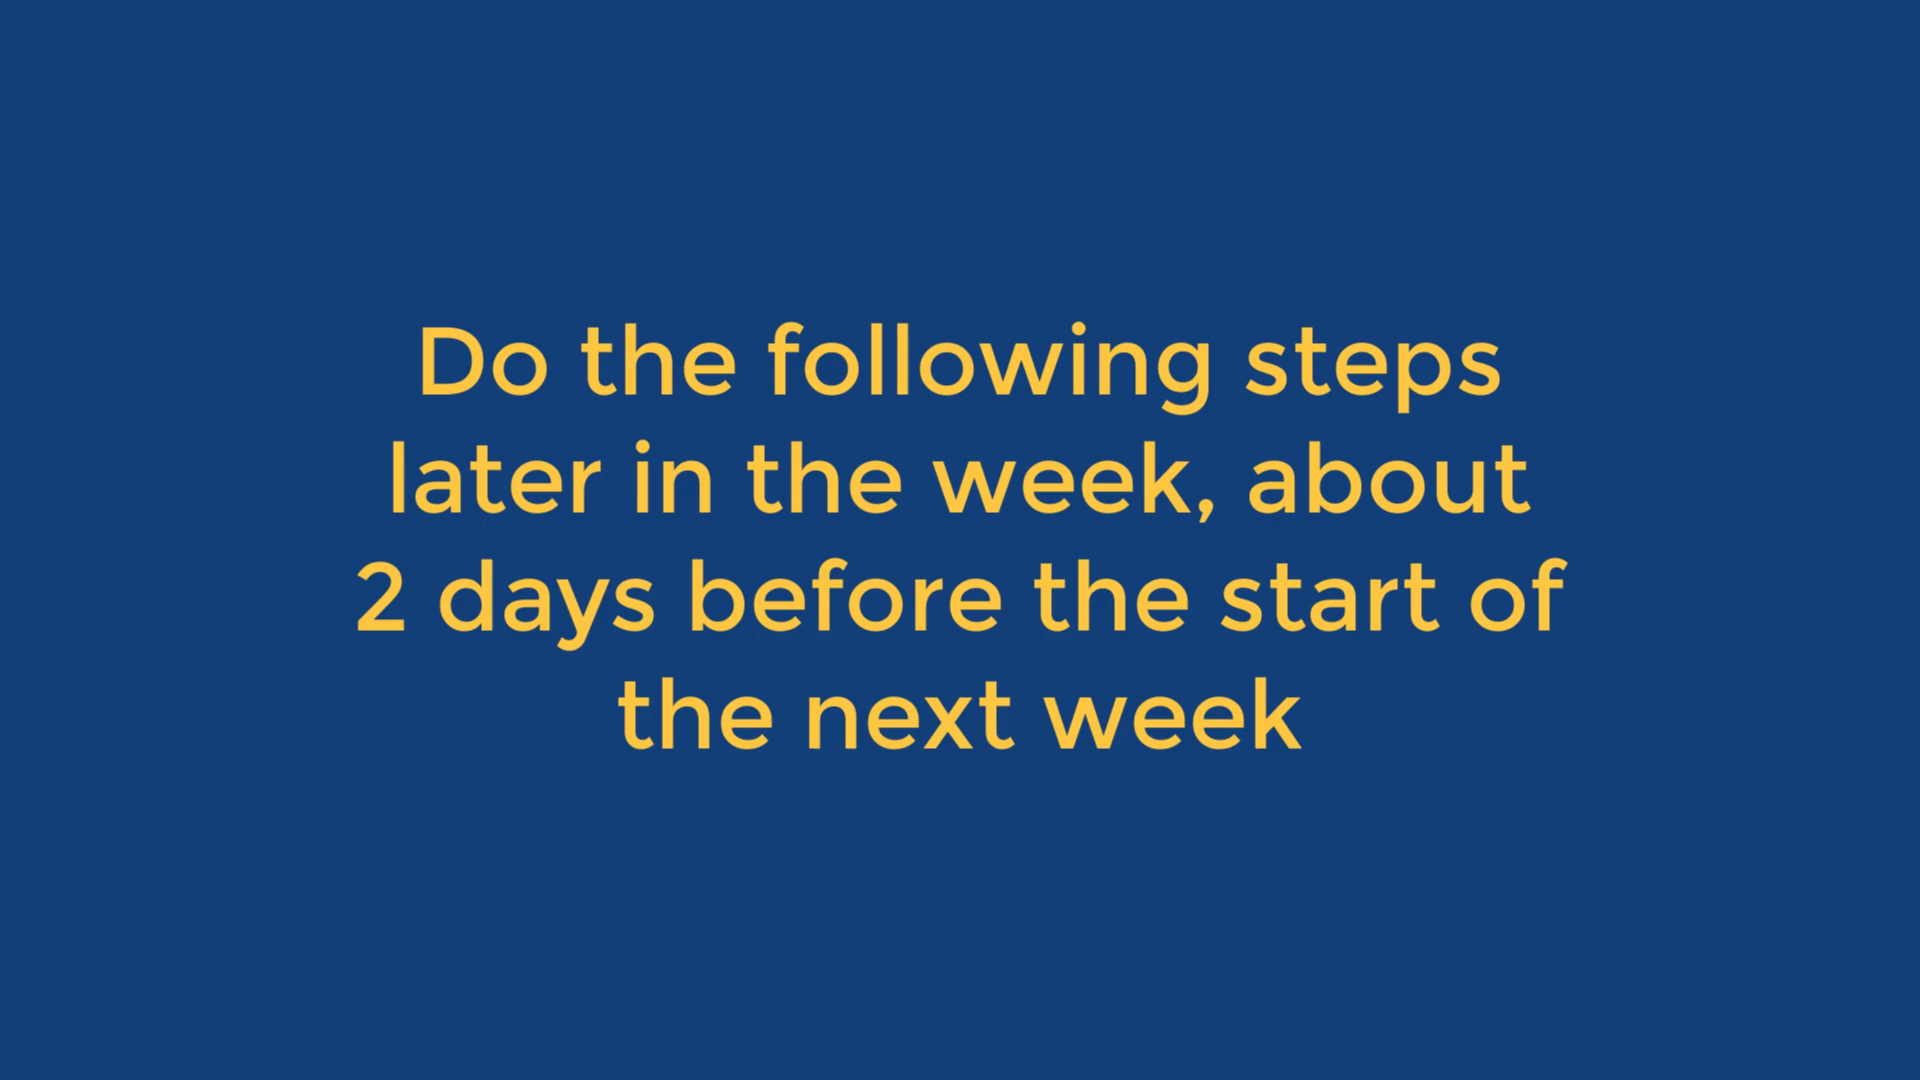 Do the following steps
later in the week, about
2 days before the start of
the next week